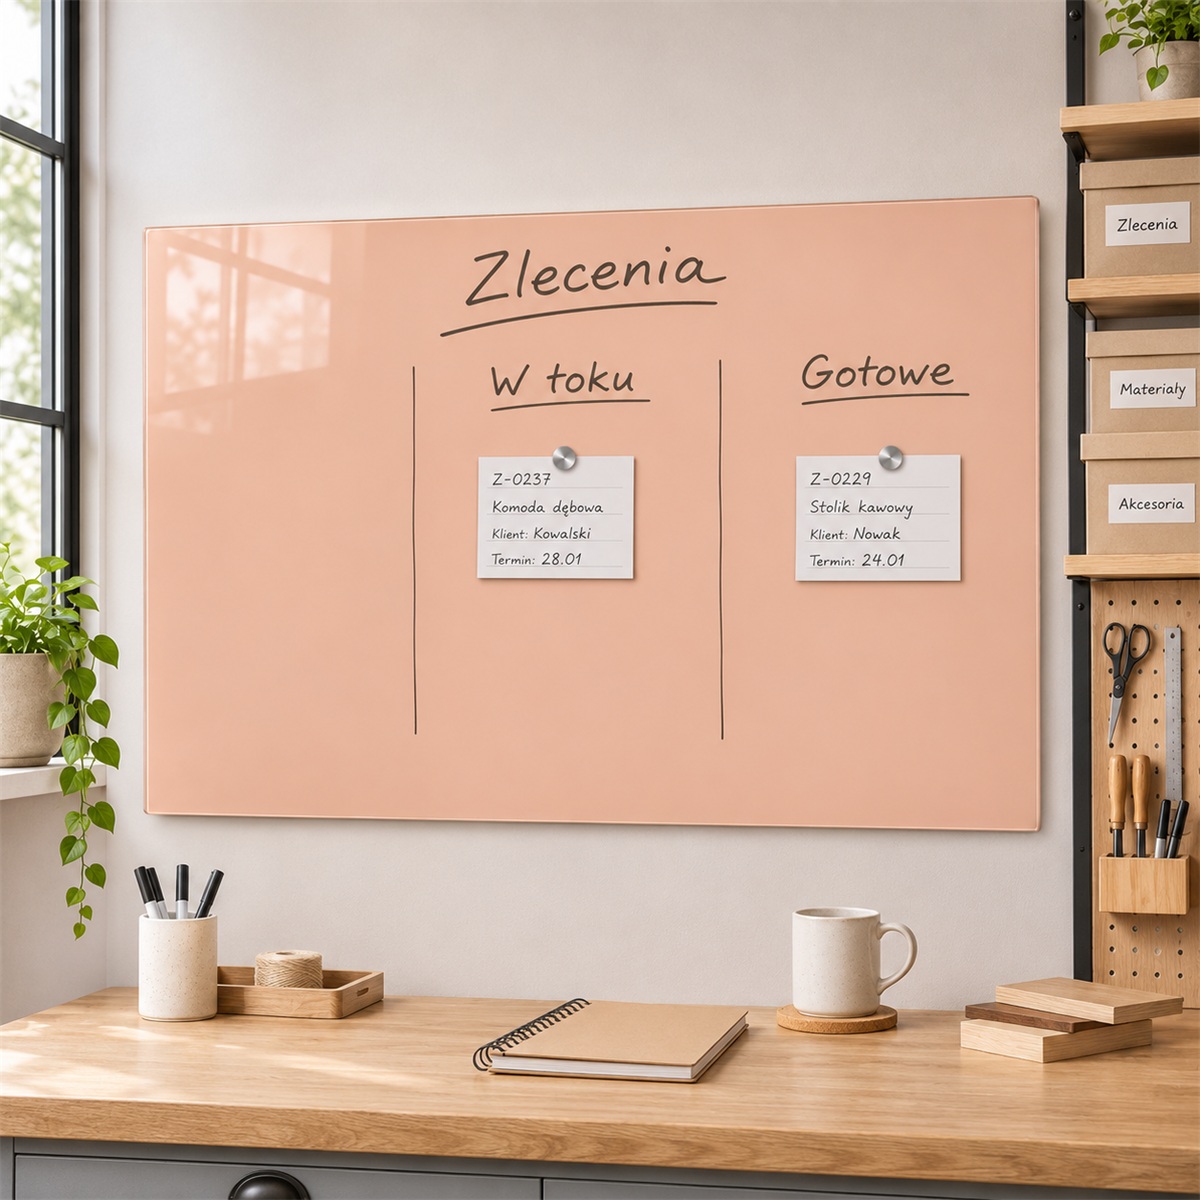 Zlecenia
W toku
Gotowe
Z-0237
Komoda dębowa
Klient: Kowalski
Termin: 28.01
Z-0229
Stolik kawowy
Klient: Nowak
Termin: 24.01
Zlecenia
Materiały
Akcesoria